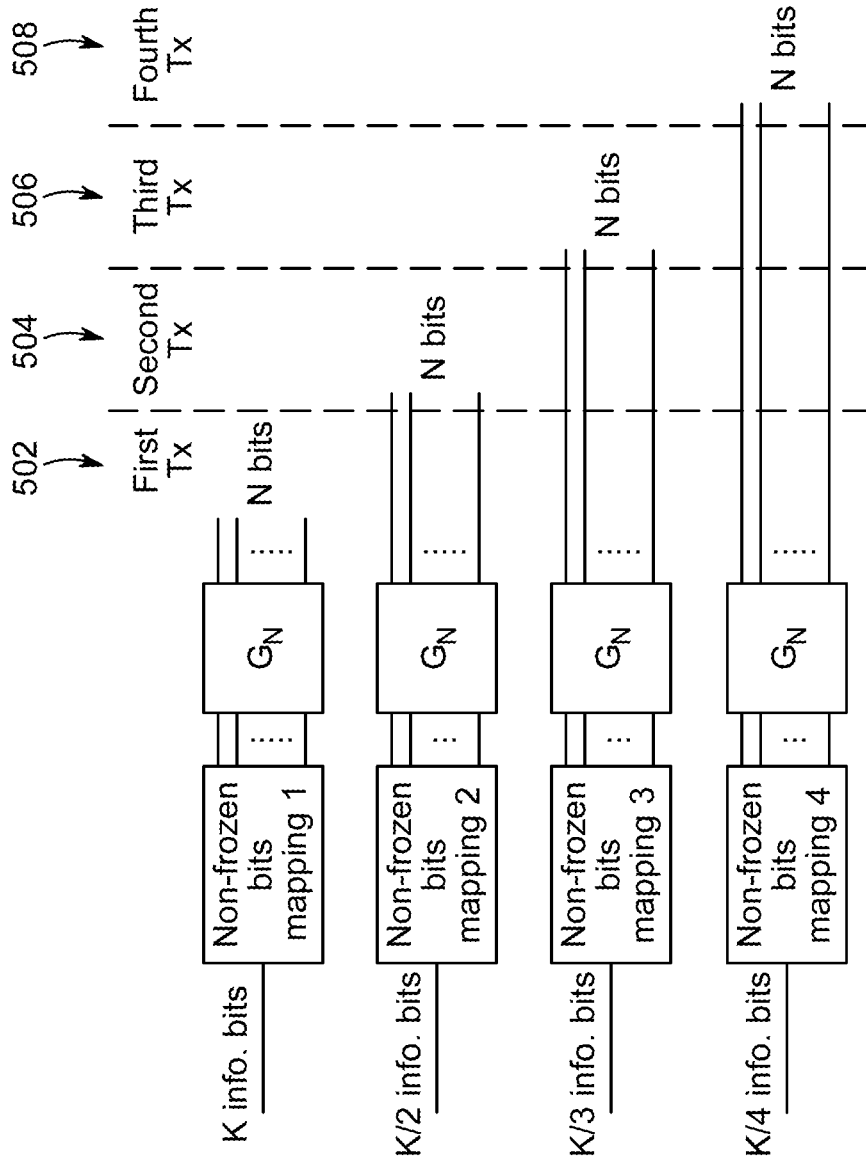 502
504
506
508
First
Tx
Second
Tx
Third
Tx
Fourth
Tx
K info. bits
Non-frozen
bits
mapping 1
.....
G_N
.....
N bits
K/2 info. bits
Non-frozen
bits
mapping 2
...
G_N
.....
N bits
K/3 info. bits
Non-frozen
bits
mapping 3
...
G_N
.....
N bits
K/4 info. bits
Non-frozen
bits
mapping 4
...
G_N
.....
N bits